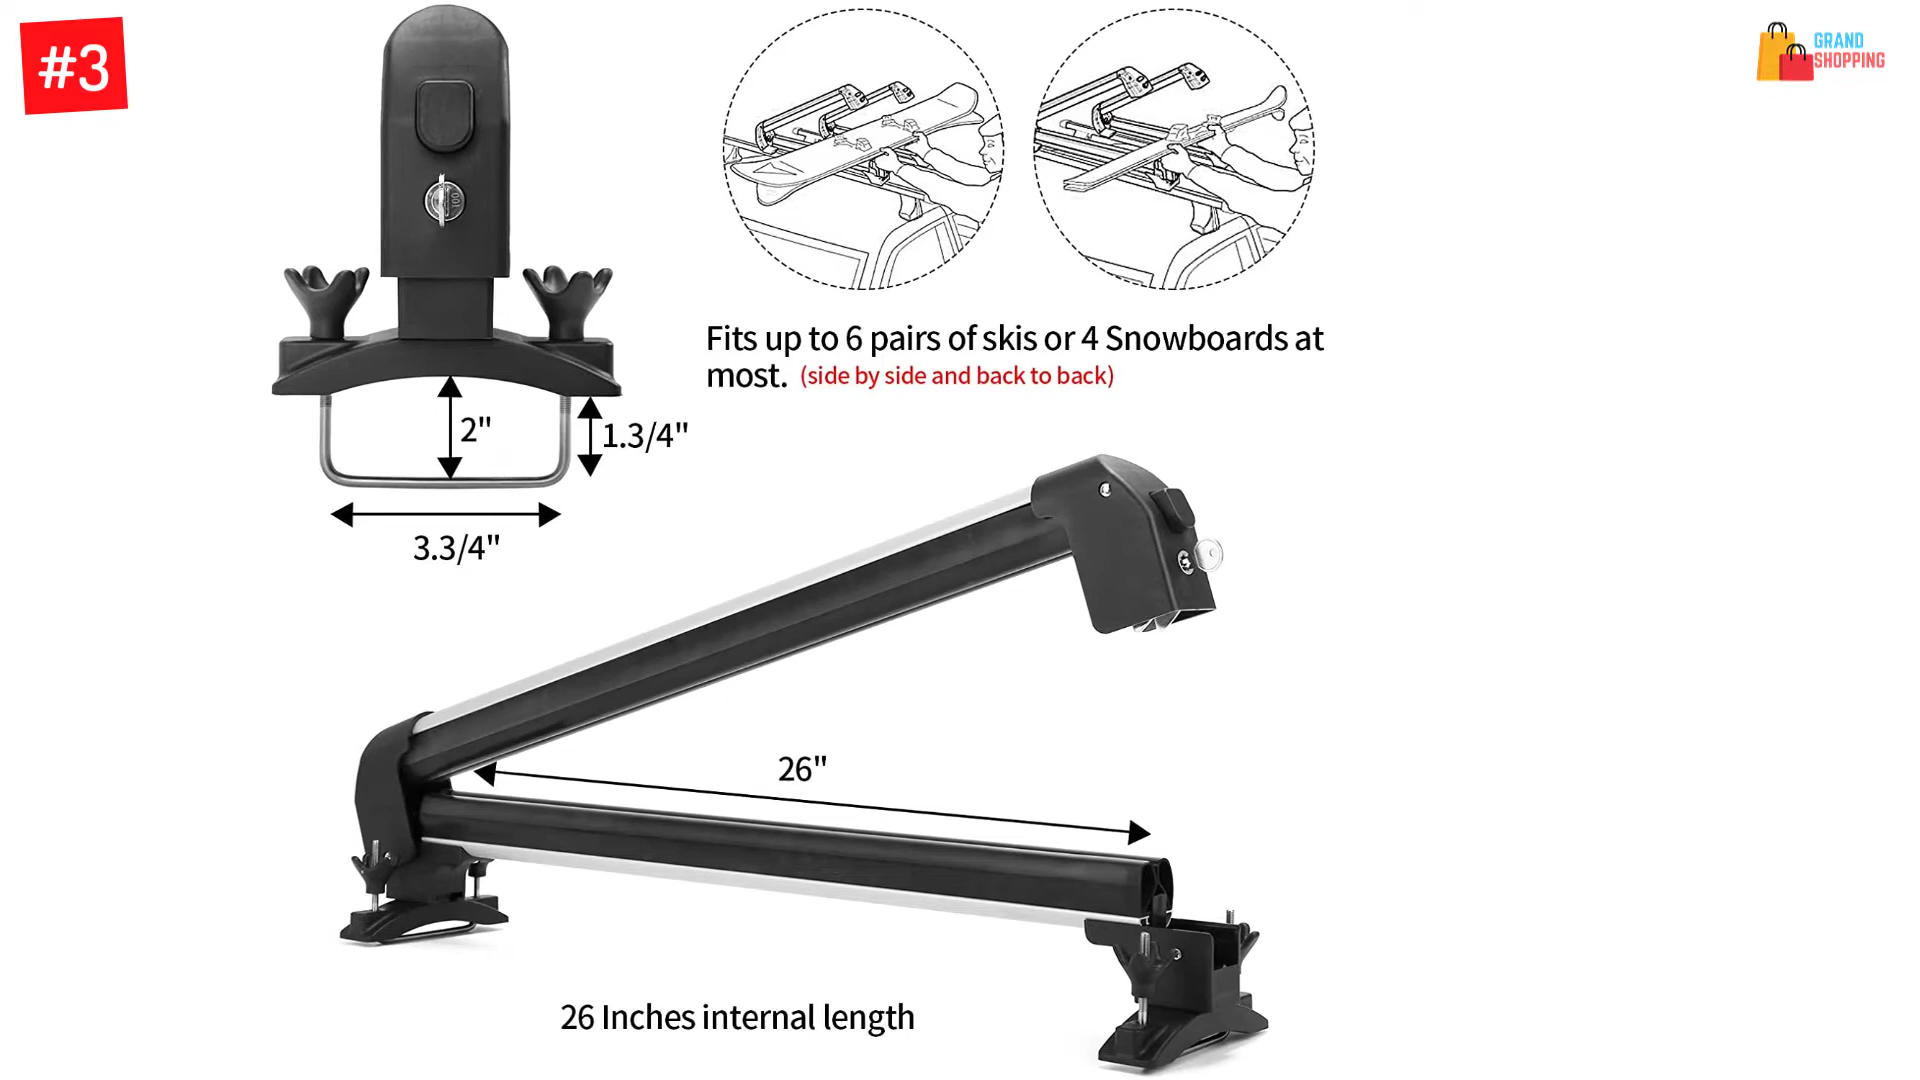 #3
GRAND
SHOPPING
Fits up to 6 pairs of skis or 4 Snowboards at
most. (side by side and back to back)
2"
1.3/4"
3.3/4"
26"
26 Inches internal length